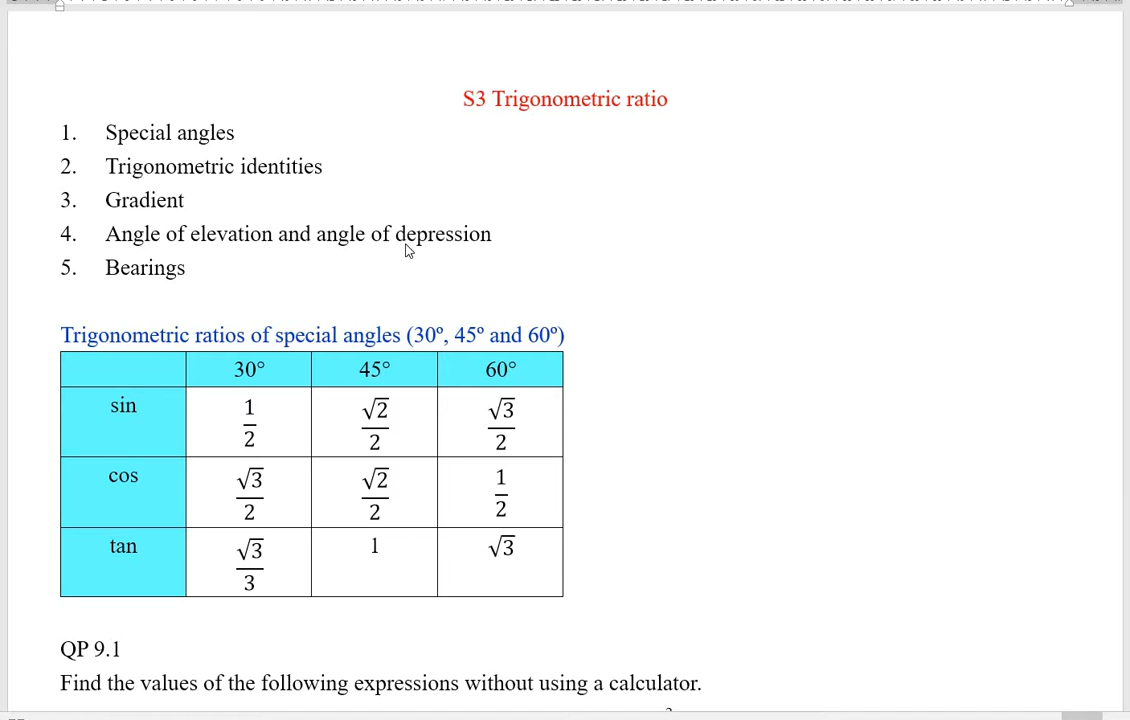 S3 Trigonometric ratio
1. Special angles
2. Trigonometric identities
3. Gradient
4. Angle of elevation and angle of depression
5. Bearings
Trigonometric ratios of special angles (30º, 45º and 60º)
30° 45° 60°
sin 1/2 √2/2 √3/2
cos √3/2 √2/2 1/2
tan √3/3 1 √3
QP 9.1
Find the values of the following expressions without using a calculator.